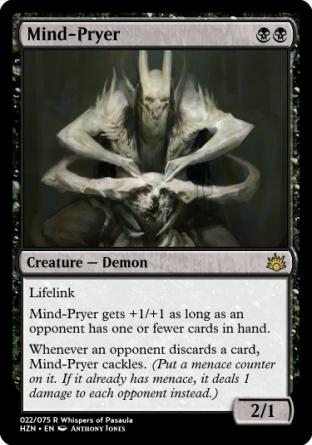 Mind-Pryer
Creature — Demon
Lifelink
Mind-Pryer gets +1/+1 as long as an
opponent has one or fewer cards in hand.
Whenever an opponent discards a card,
Mind-Pryer cackles. (Put a menace counter
on it. If it already has menace, it deals 1
damage to each opponent instead.)
2/1
022/075 R Whispers of Pasaula
HZN • EN Anthony Jones